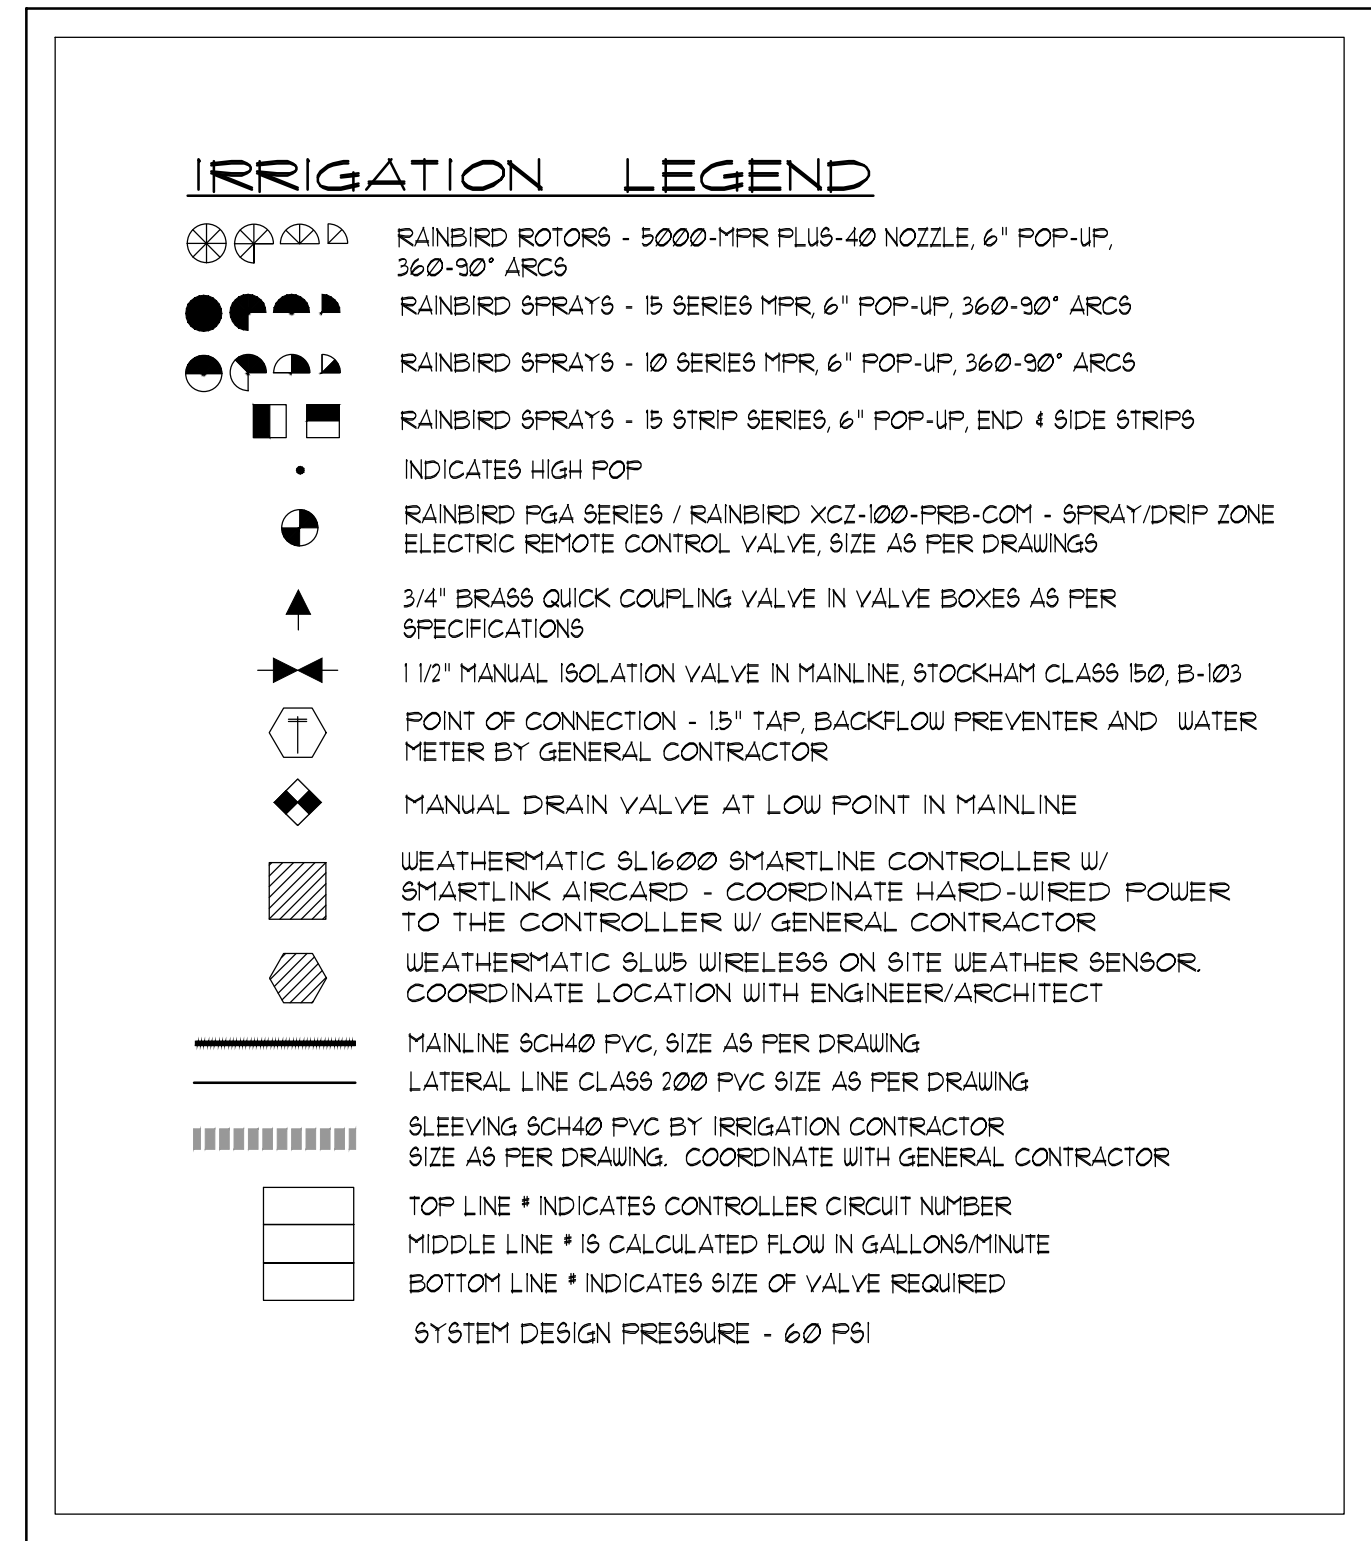 IRRIGATION LEGEND
RAINBIRD ROTORS - 5000-MPR PLUS-40 NOZZLE, 6" POP-UP,
360-90° ARCS
RAINBIRD SPRAYS - 15 SERIES MPR, 6" POP-UP, 360-90° ARCS
RAINBIRD SPRAYS - 10 SERIES MPR, 6" POP-UP, 360-90° ARCS
RAINBIRD SPRAYS - 15 STRIP SERIES, 6" POP-UP, END & SIDE STRIPS
INDICATES HIGH POP
RAINBIRD PGA SERIES / RAINBIRD XCZ-100-PRB-COM - SPRAY/DRIP ZONE
ELECTRIC REMOTE CONTROL VALVE, SIZE AS PER DRAWINGS
3/4" BRASS QUICK COUPLING VALVE IN VALVE BOXES AS PER
SPECIFICATIONS
1 1/2" MANUAL ISOLATION VALVE IN MAINLINE, STOCKHAM CLASS 150, B-103
POINT OF CONNECTION - 1.5" TAP, BACKFLOW PREVENTER AND WATER
METER BY GENERAL CONTRACTOR
MANUAL DRAIN VALVE AT LOW POINT IN MAINLINE
WEATHERMATIC SL1600 SMARTLINE CONTROLLER W/
SMARTLINK AIRCARD - COORDINATE HARD-WIRED POWER
TO THE CONTROLLER W/ GENERAL CONTRACTOR
WEATHERMATIC SLW5 WIRELESS ON SITE WEATHER SENSOR.
COORDINATE LOCATION WITH ENGINEER/ARCHITECT
MAINLINE SCH40 PVC, SIZE AS PER DRAWING
LATERAL LINE CLASS 200 PVC SIZE AS PER DRAWING
SLEEVING SCH40 PVC BY IRRIGATION CONTRACTOR
SIZE AS PER DRAWING. COORDINATE WITH GENERAL CONTRACTOR
TOP LINE # INDICATES CONTROLLER CIRCUIT NUMBER
MIDDLE LINE # IS CALCULATED FLOW IN GALLONS/MINUTE
BOTTOM LINE # INDICATES SIZE OF VALVE REQUIRED
SYSTEM DESIGN PRESSURE - 60 PSI